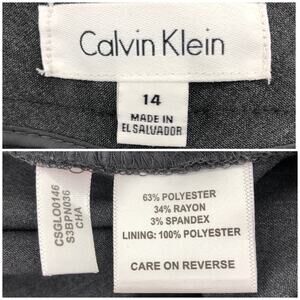 Calvin Klein
14
MADE IN
EL SALVADOR
CSGLO0146
S3BPN036
CHA
63% POLYESTER
34% RAYON
3% SPANDEX
LINING: 100% POLYESTER
CARE ON REVERSE